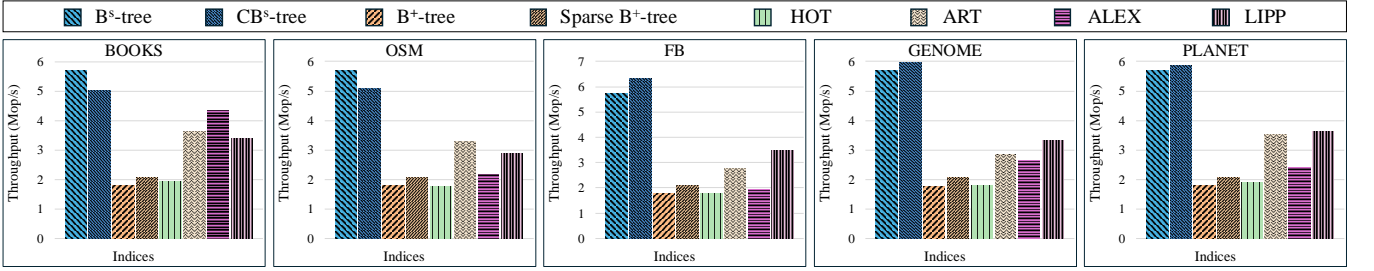 Bˢ-tree CBˢ-tree B⁺-tree Sparse B⁺-tree HOT ART ALEX LIPP
BOOKS
Throughput (Mop/s)
6
5
4
3
2
1
0
Indices
OSM
Throughput (Mop/s)
6
5
4
3
2
1
0
Indices
FB
Throughput (Mop/s)
7
6
5
4
3
2
1
0
Indices
GENOME
Throughput (Mop/s)
6
5
4
3
2
1
0
Indices
PLANET
Throughput (Mop/s)
6
5
4
3
2
1
0
Indices